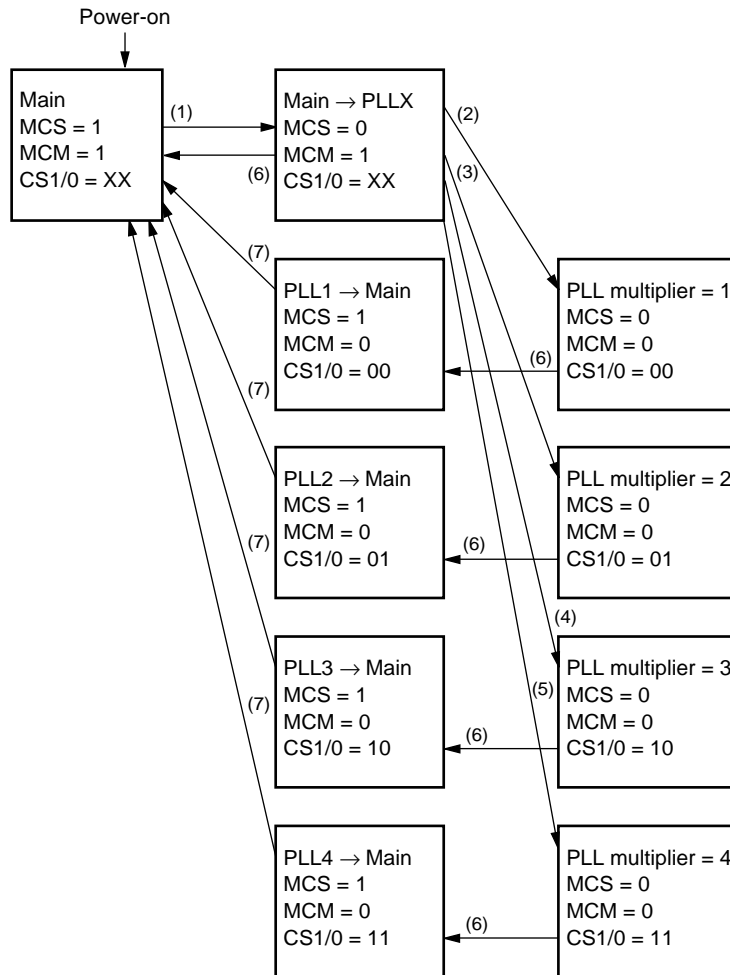 Power-on
Main
MCS = 1
MCM = 1
CS1/0 = XX
(1)
(6)
Main → PLLX
MCS = 0
MCM = 1
CS1/0 = XX
(2)
(3)
(4)
(5)
(7)
PLL1 → Main
MCS = 1
MCM = 0
CS1/0 = 00
(6)
PLL multiplier = 1
MCS = 0
MCM = 0
CS1/0 = 00
(7)
PLL2 → Main
MCS = 1
MCM = 0
CS1/0 = 01
(6)
PLL multiplier = 2
MCS = 0
MCM = 0
CS1/0 = 01
(7)
PLL3 → Main
MCS = 1
MCM = 0
CS1/0 = 10
(6)
PLL multiplier = 3
MCS = 0
MCM = 0
CS1/0 = 10
(7)
PLL4 → Main
MCS = 1
MCM = 0
CS1/0 = 11
(6)
PLL multiplier = 4
MCS = 0
MCM = 0
CS1/0 = 11